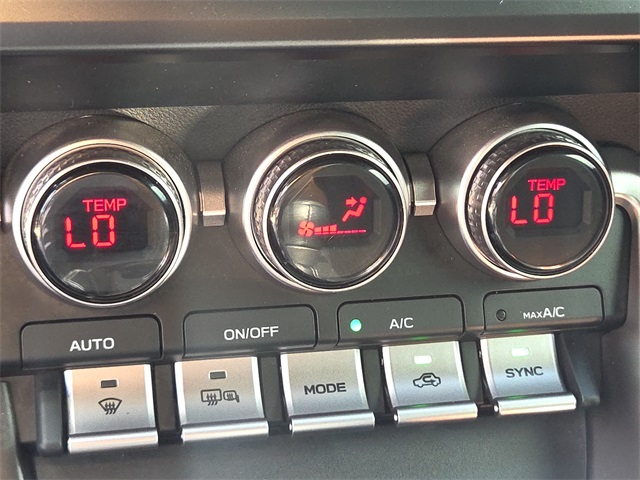 TEMP
LO
TEMP
LO
AUTO
ON/OFF
A/C
MAXA/C
MODE
SYNC